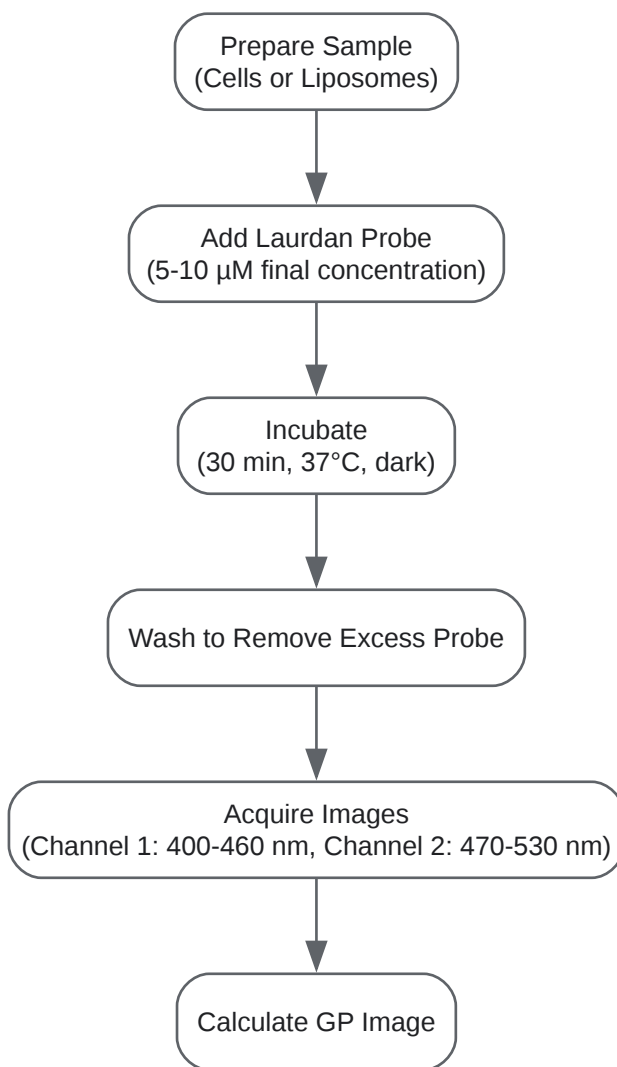 Prepare Sample
(Cells or Liposomes)
Add Laurdan Probe
(5-10 µM final concentration)
Incubate
(30 min, 37°C, dark)
Wash to Remove Excess Probe
Acquire Images
(Channel 1: 400-460 nm, Channel 2: 470-530 nm)
Calculate GP Image